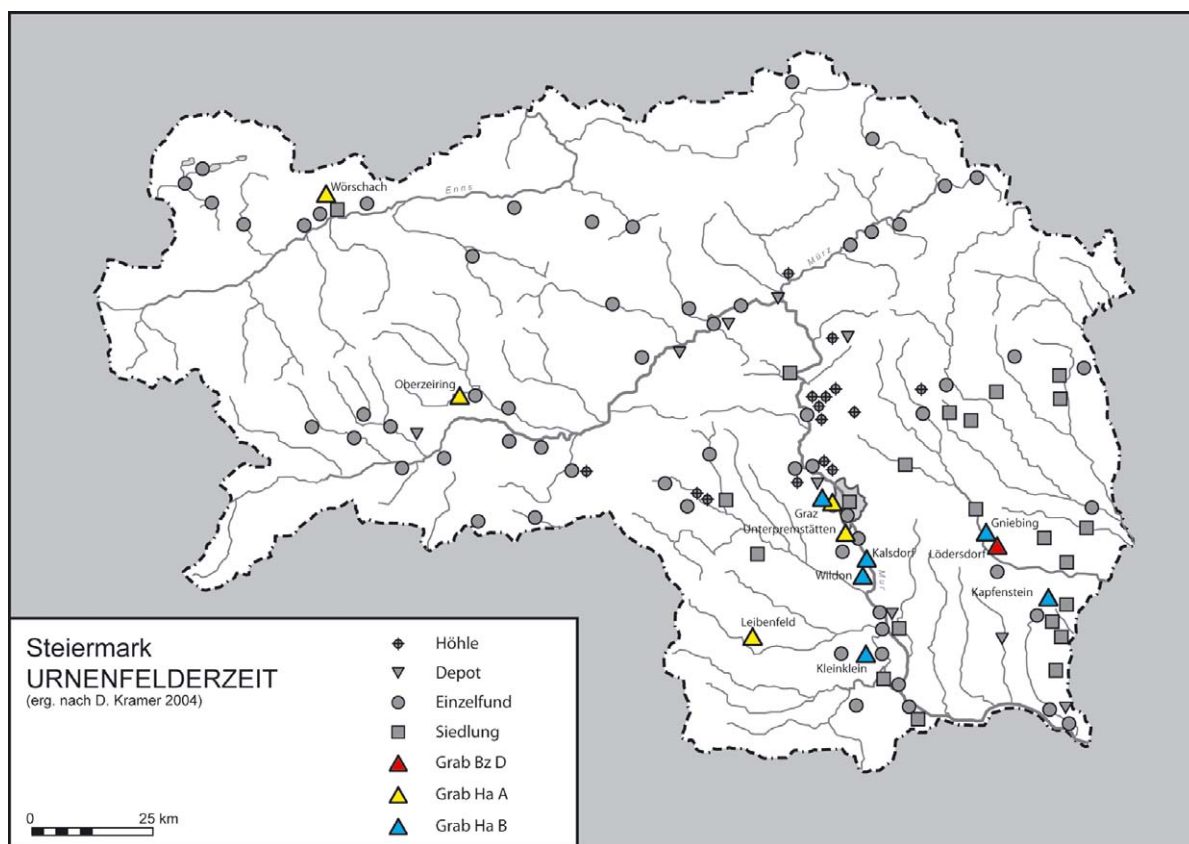 Wörschach
Enns
Mürz
Oberzeiring
Graz
Unterpremstätten
Gniebing
Kalsdorf
Lödersdorf
Wildon
Mur
Kapfenstein
Leibenfeld
Kleinklein
Steiermark
URNENFELDERZEIT
(erg. nach D. Kramer 2004)
0 25 km
Höhle
Depot
Einzelfund
Siedlung
Grab Bz D
Grab Ha A
Grab Ha B